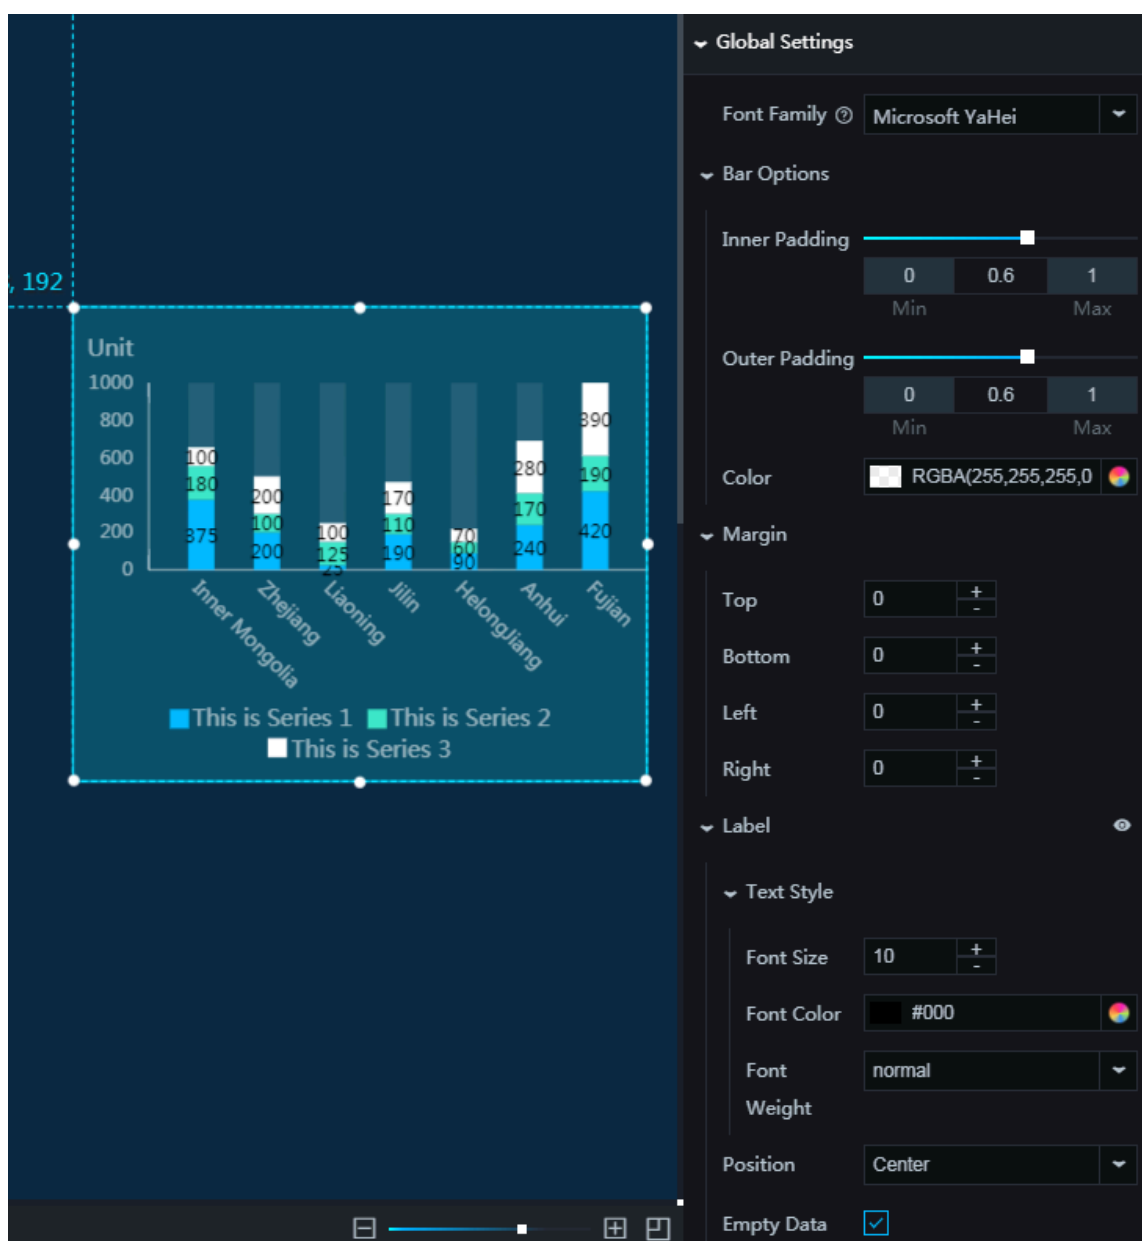 , 192
Unit
1000
800
600
400
200
0
100
180
375
200
100
200
100
125
25
170
110
190
70
60
90
280
170
240
390
190
420
Inner Mongolia
Zhejiang
Liaoning
Jilin
HelongJiang
Anhui
Fujian
This is Series 1
This is Series 2
This is Series 3
Global Settings
Font Family
Microsoft YaHei
Bar Options
Inner Padding
0 0.6 1
Min Max
Outer Padding
0 0.6 1
Min Max
Color
RGBA(255,255,255,0
Margin
Top
0
+
-
Bottom
0
+
-
Left
0
+
-
Right
0
+
-
Label
Text Style
Font Size
10
+
-
Font Color
#000
Font
Weight
normal
Position
Center
Empty Data